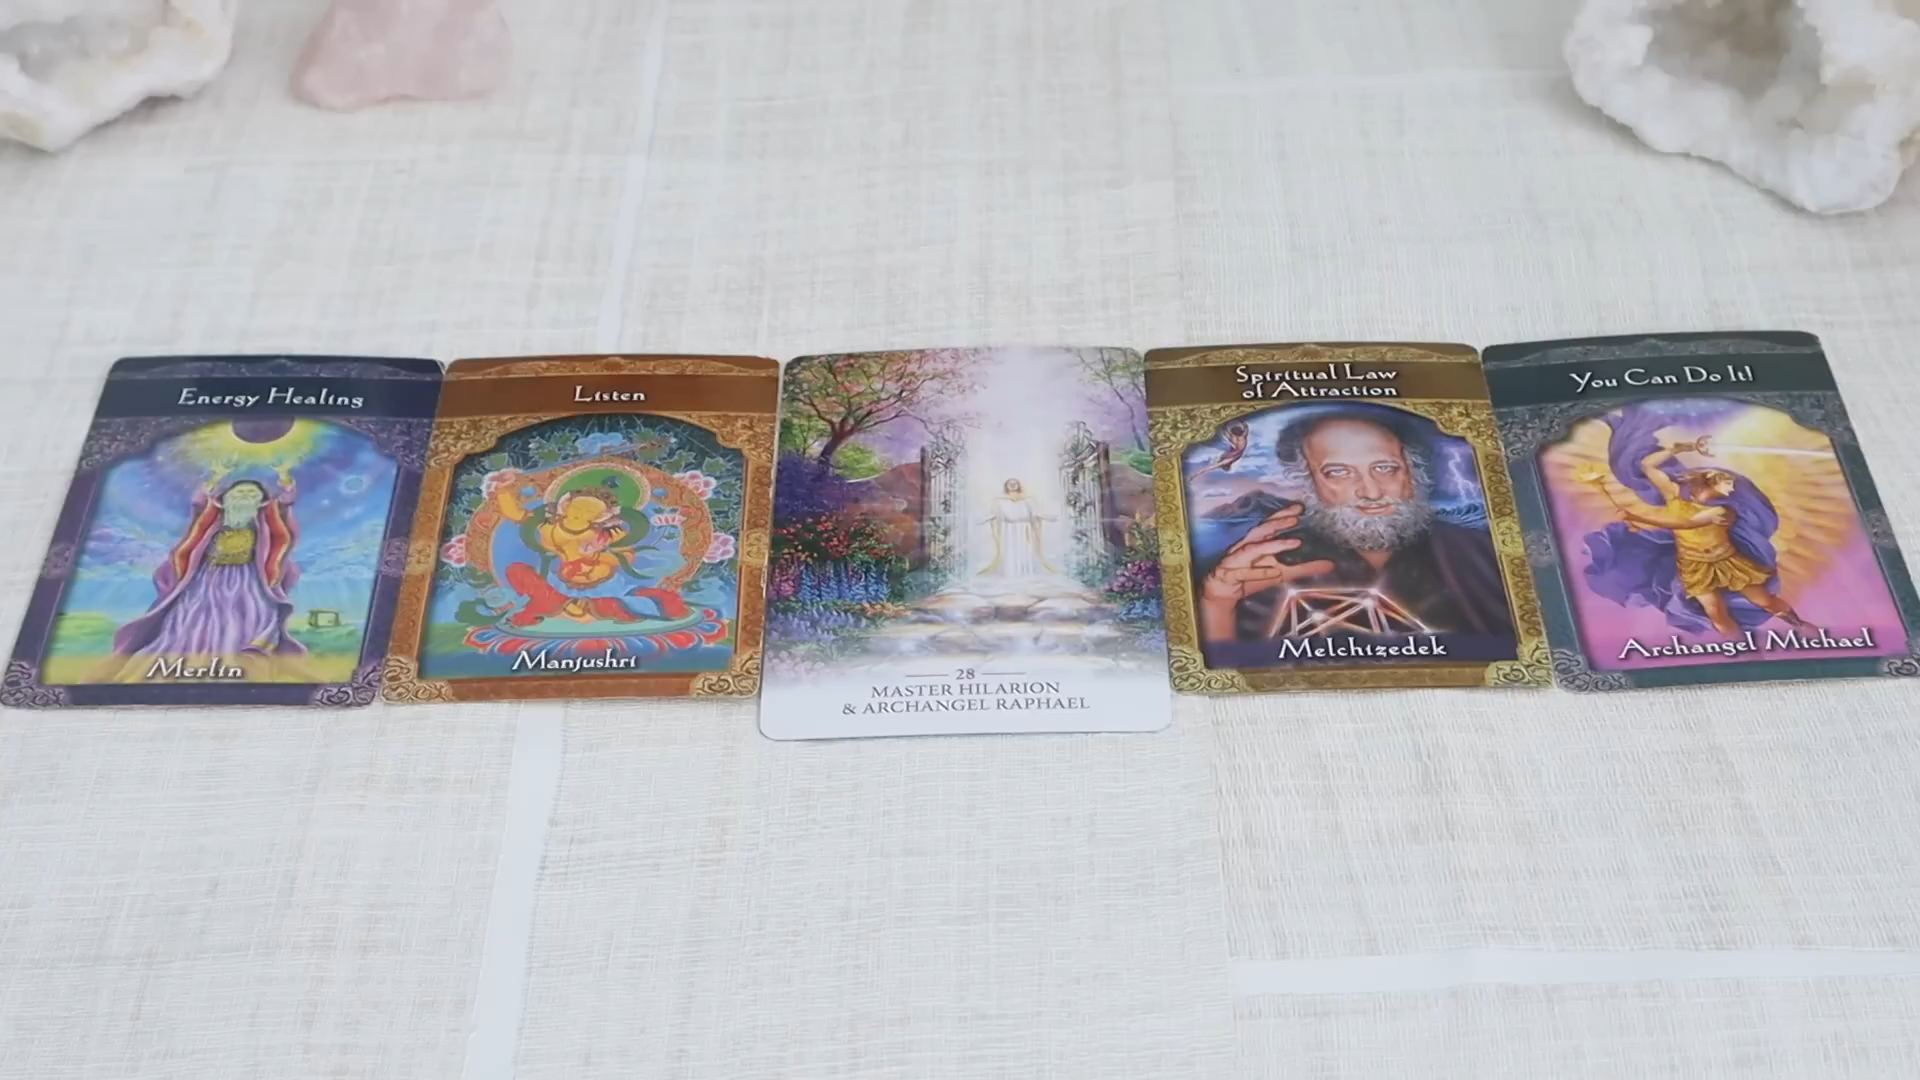 Energy Healing
Merlin
Listen
Manjushri
28
MASTER HILARION
& ARCHANGEL RAPHAEL
Spiritual Law
of Attraction
Melchizedek
You Can Do It!
Archangel Michael